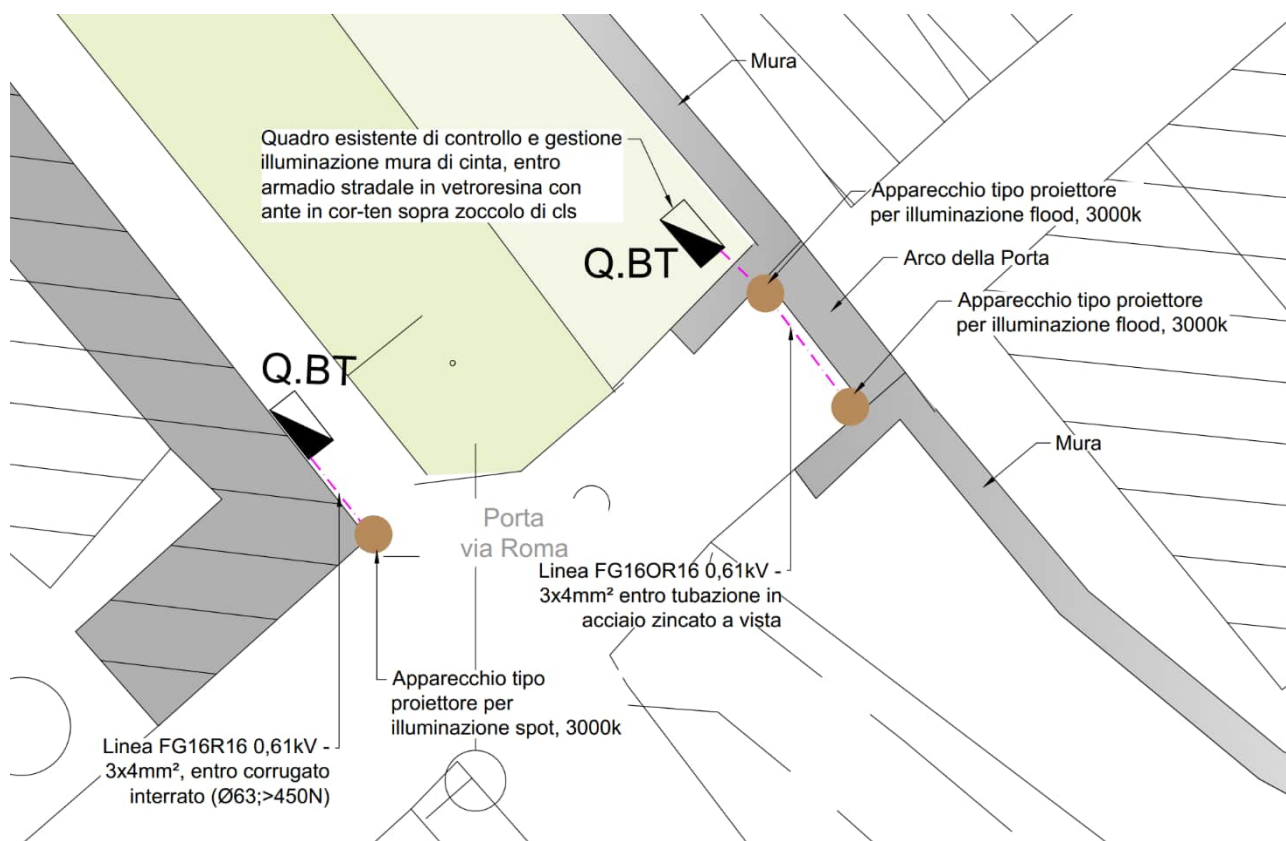 Mura
Quadro esistente di controllo e gestione
illuminazione mura di cinta, entro
armadio stradale in vetroresina con
ante in cor-ten sopra zoccolo di cls
Apparecchio tipo proiettore
per illuminazione flood, 3000k
Q.BT
Arco della Porta
Apparecchio tipo proiettore
per illuminazione flood, 3000k
Q.BT
Mura
Porta
via Roma
Linea FG16OR16 0,61kV -
3x4mm², entro tubazione in
acciaio zincato a vista
Apparecchio tipo
proiettore per
illuminazione spot, 3000k
Linea FG16R16 0,61kV -
3x4mm², entro corrugato
interrato (Ø63;>450N)